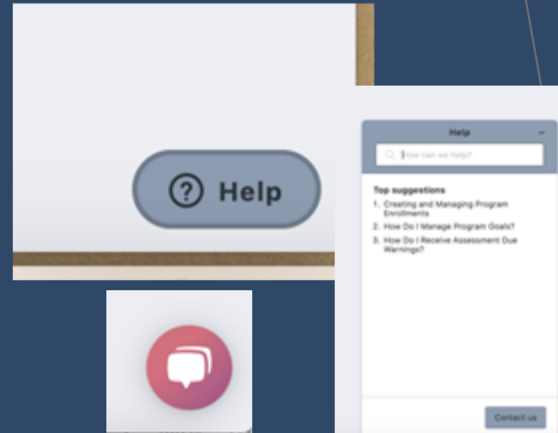 ? Help
Help
How can we help?
Top suggestions
1. Creating and Managing Program
Enrollments
2. How Do I Manage Program Goals?
3. How Do I Receive Assessment Due
Warnings?
Contact us